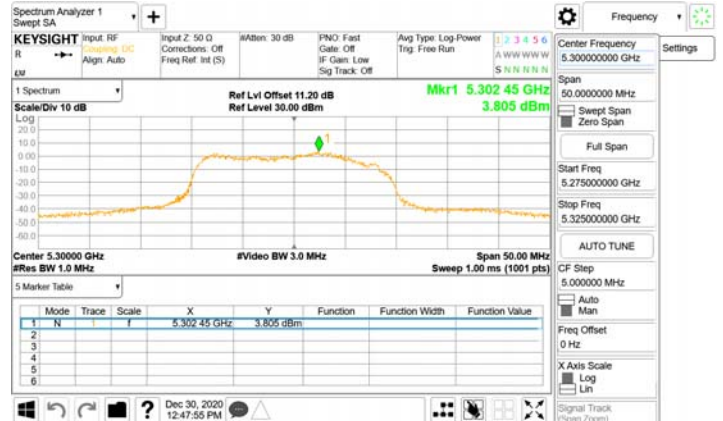 Spectrum Analyzer 1
Swept SA
+
Frequency
KEYSIGHT
R
Input: RF
Coupling: DC
Align: Auto
Input Z: 50 Ω
Corrections: Off
Freq Ref: Int (S)
#Atten: 30 dB
PNO: Fast
Gate: Off
IF Gain: Low
Sig Track: Off
Avg Type: Log-Power
Trig: Free Run
1 2 3 4 5 6
A W W W W W
S N N N N N
Settings
Center Frequency
5.300000000 GHz
Span
50.0000000 MHz
Swept Span
Zero Span
Full Span
Start Freq
5.275000000 GHz
Stop Freq
5.325000000 GHz
AUTO TUNE
CF Step
5.000000 MHz
Auto
Man
Freq Offset
0 Hz
X Axis Scale
Log
Lin
Signal Track
(Span Zoom)
1 Spectrum
Scale/Div 10 dB
Ref Lvl Offset 11.20 dB
Ref Level 30.00 dBm
Mkr1 5.302 45 GHz
3.805 dBm
Log
20.0
10.0
0.00
-10.0
-20.0
-30.0
-40.0
-50.0
-60.0
1
Center 5.30000 GHz
#Res BW 1.0 MHz
#Video BW 3.0 MHz
Span 50.00 MHz
Sweep 1.00 ms (1001 pts)
5 Marker Table
Mode Trace Scale X Y Function Function Width Function Value
1 N 1 f 5.302 45 GHz 3.805 dBm
2
3
4
5
6
?
Dec 30, 2020
12:47:55 PM